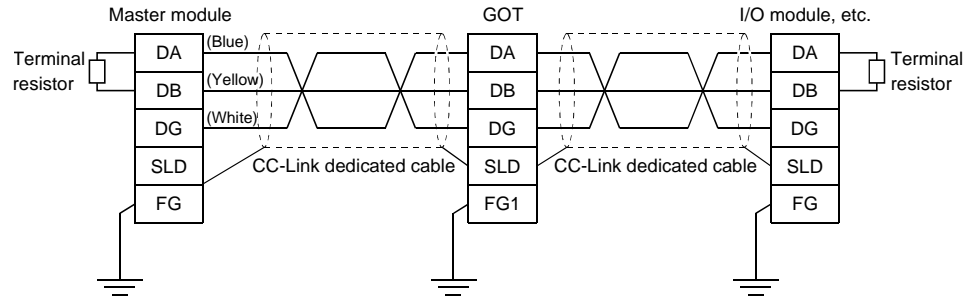 Master module
GOT
I/O module, etc.
Terminal
resistor
DA
(Blue)
DB
(Yellow)
DG
(White)
SLD
FG
CC-Link dedicated cable
DA
DB
DG
SLD
FG1
CC-Link dedicated cable
DA
DB
DG
SLD
FG
Terminal
resistor